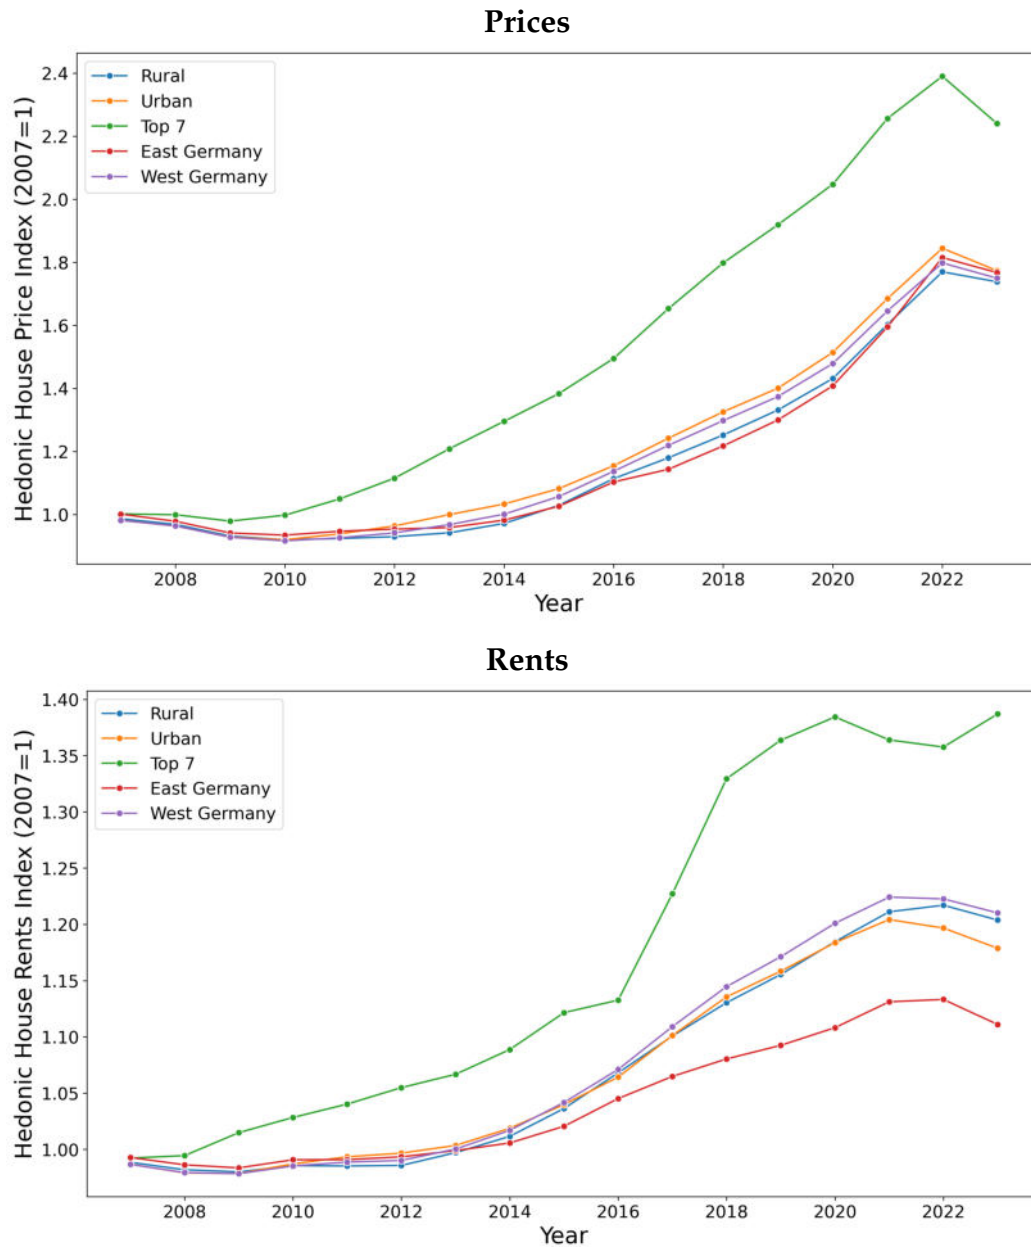 Prices
Hedonic House Price Index (2007=1)
2.4
2.2
2.0
1.8
1.6
1.4
1.2
1.0
Rural
Urban
Top 7
East Germany
West Germany
2008 2010 2012 2014 2016 2018 2020 2022
Year
Rents
Hedonic House Rents Index (2007=1)
1.40
1.35
1.30
1.25
1.20
1.15
1.10
1.05
1.00
Rural
Urban
Top 7
East Germany
West Germany
2008 2010 2012 2014 2016 2018 2020 2022
Year